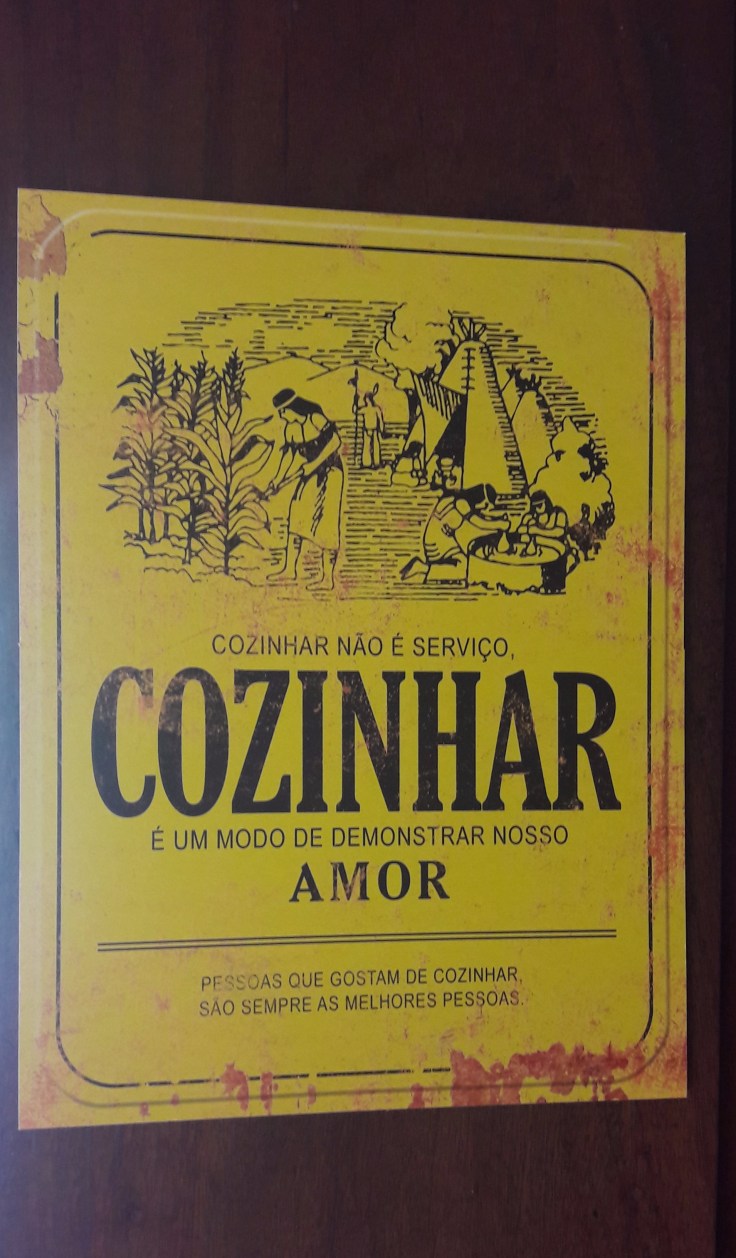 COZINHAR NÃO É SERVIÇO,
COZINHAR
É UM MODO DE DEMONSTRAR NOSSO
AMOR
PESSOAS QUE GOSTAM DE COZINHAR,
SÃO SEMPRE AS MELHORES PESSOAS.